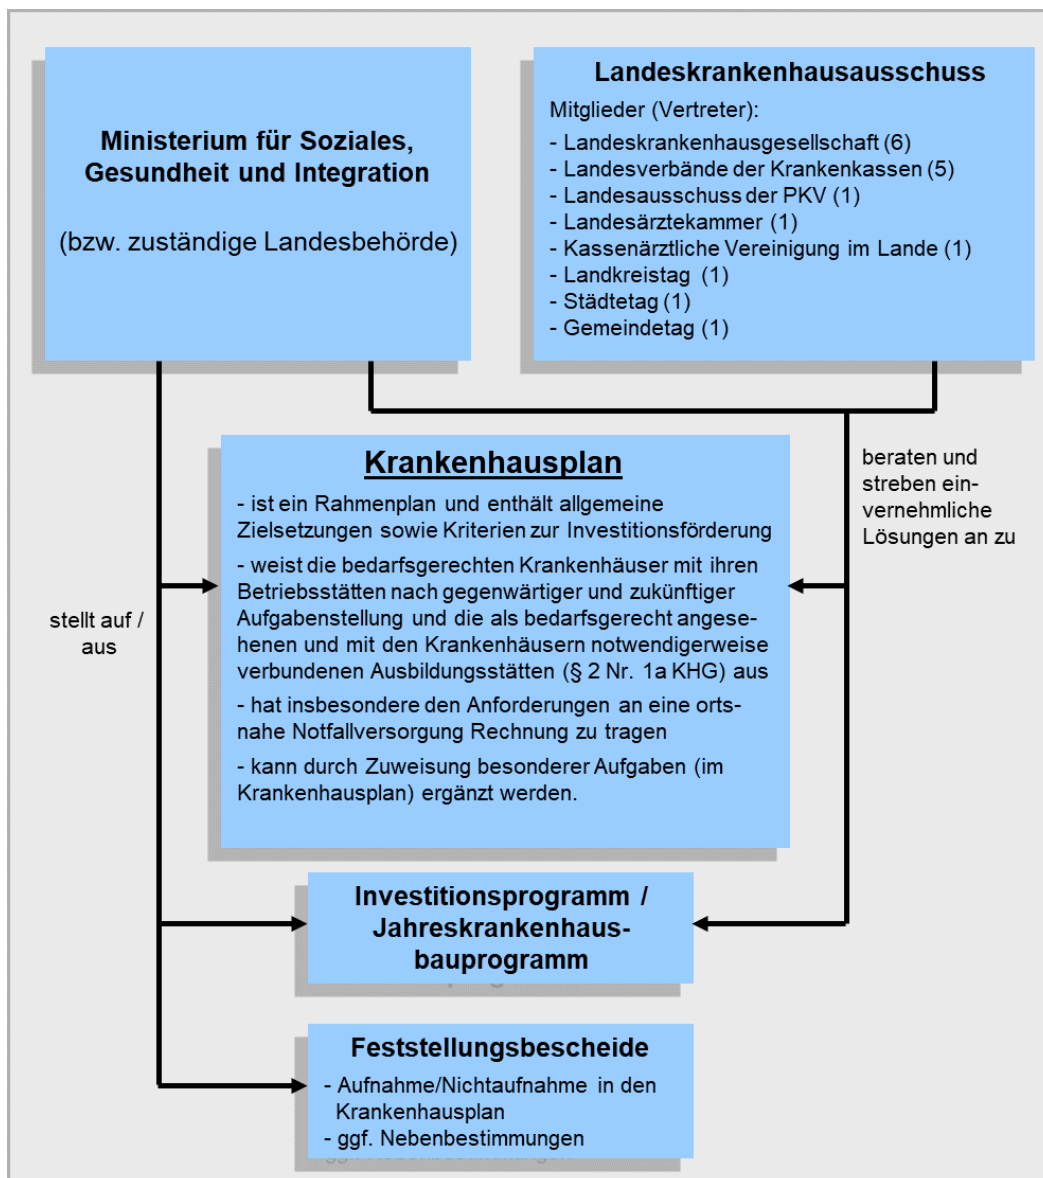 Ministerium für Soziales,
Gesundheit und Integration
(bzw. zuständige Landesbehörde)
Landeskrankenhausausschuss
Mitglieder (Vertreter):
- Landeskrankenhausgesellschaft (6)
- Landesverbände der Krankenkassen (5)
- Landesausschuss der PKV (1)
- Landesärztekammer (1)
- Kassenärztliche Vereinigung im Lande (1)
- Landkreistag (1)
- Städtetag (1)
- Gemeindetag (1)
Krankenhausplan
- ist ein Rahmenplan und enthält allgemeine
Zielsetzungen sowie Kriterien zur Investitionsförderung
- weist die bedarfsgerechten Krankenhäuser mit ihren
Betriebsstätten nach gegenwärtiger und zukünftiger
Aufgabenstellung und die als bedarfsgerecht angese-
henen und mit den Krankenhäusern notwendigerweise
verbundenen Ausbildungsstätten (§ 2 Nr. 1a KHG) aus
- hat insbesondere den Anforderungen an eine orts-
nahe Notfallversorgung Rechnung zu tragen
- kann durch Zuweisung besonderer Aufgaben (im
Krankenhausplan) ergänzt werden.
beraten und
streben ein-
vernehmliche
Lösungen an zu
stellt auf /
aus
Investitionsprogramm /
Jahreskrankenhaus-
bauprogramm
Feststellungsbescheide
- Aufnahme/Nichtaufnahme in den
Krankenhausplan
- ggf. Nebenbestimmungen